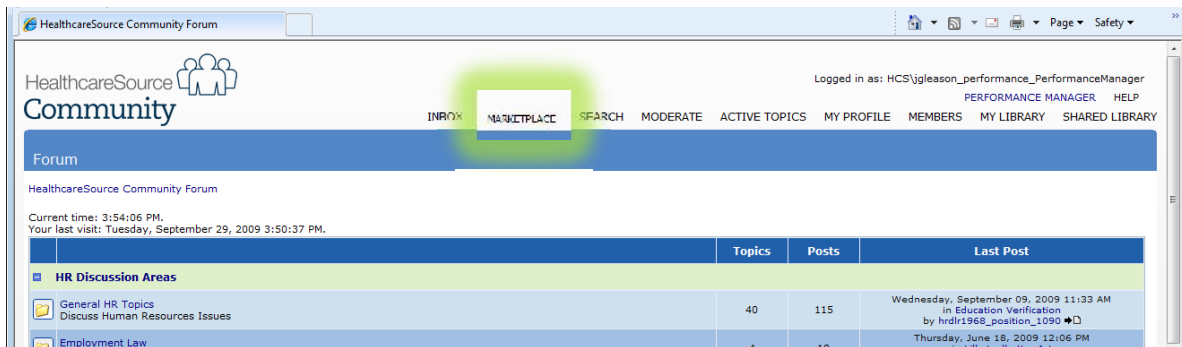 HealthcareSource Community Forum
Page Safety
»
HealthcareSource
Community
Logged in as: HCS\jgleason_performance_PerformanceManager
PERFORMANCE MANAGER HELP
INBOX MARKETPLACE SEARCH MODERATE ACTIVE TOPICS MY PROFILE MEMBERS MY LIBRARY SHARED LIBRARY
Forum
HealthcareSource Community Forum
Current time: 3:54:06 PM.
Your last visit: Tuesday, September 29, 2009 3:50:37 PM.
Topics Posts Last Post
HR Discussion Areas
General HR Topics
Discuss Human Resources Issues
40 115
Wednesday, September 09, 2009 11:33 AM
in Education Verification
by hrdlr1968_position_1090
Employment Law
Thursday, June 18, 2009 12:06 PM